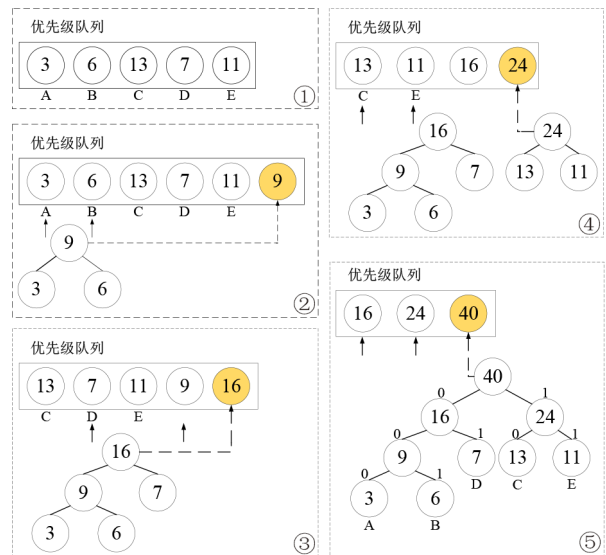 优先级队列
3 6 13 7 11
A B C D E
①
优先级队列
3 6 13 7 11 9
A B C D E
9
3 6
②
优先级队列
13 7 11 9 16
C D E
16
9 7
3 6
③
优先级队列
13 11 16 24
C E
16 24
9 7 13 11
3 6
④
优先级队列
16 24 40
40
0 1
16 24
0 1 0 1
9 7 13 11
0 1 D C E
3 6
A B
⑤